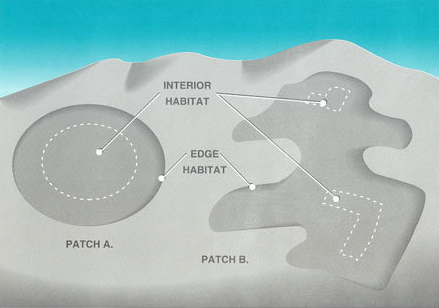 INTERIOR
HABITAT
EDGE
HABITAT
PATCH A.
PATCH B.